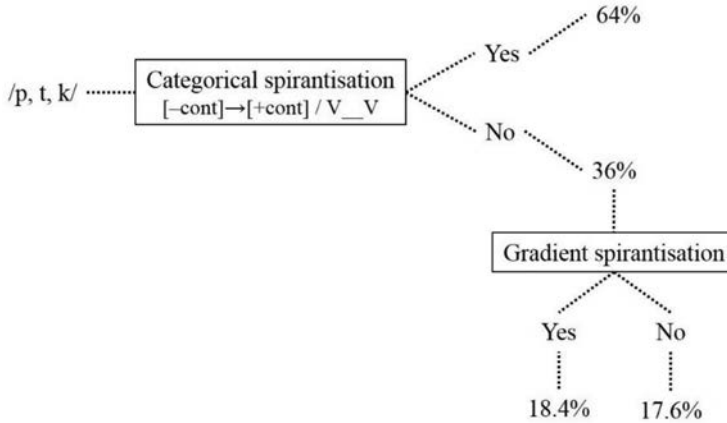 64%
Yes
/p, t, k/
Categorical spirantisation
[–cont]→[+cont] / V__V
No
36%
Gradient spirantisation
Yes No
18.4% 17.6%